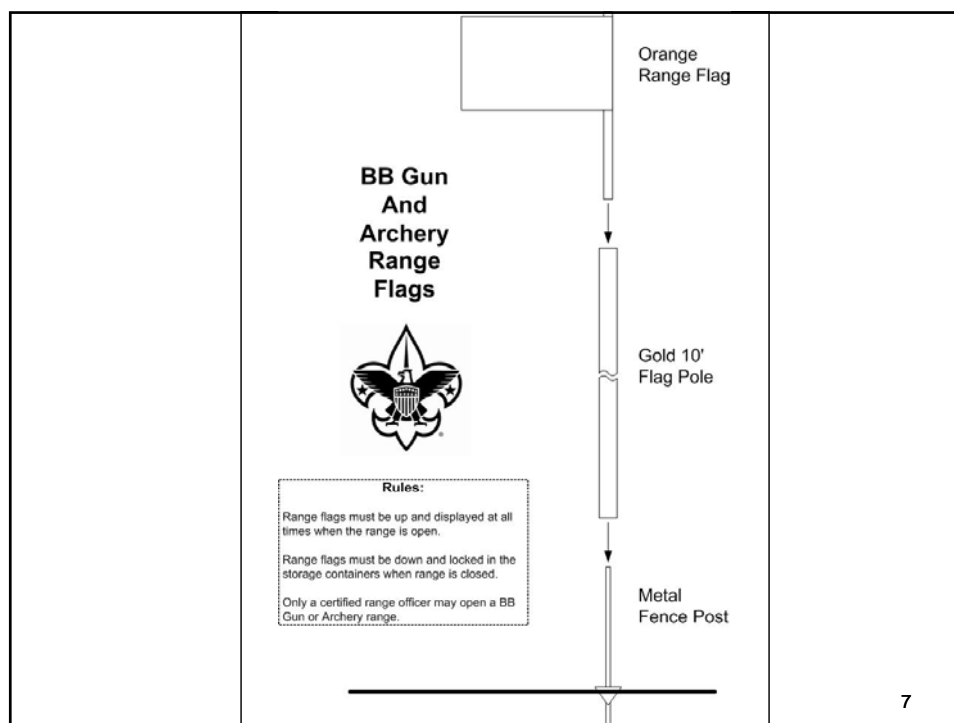 Orange
Range Flag
BB Gun
And
Archery
Range
Flags
Gold 10'
Flag Pole
Rules:
Range flags must be up and displayed at all
times when the range is open.
Range flags must be down and locked in the
storage containers when range is closed.
Only a certified range officer may open a BB
Gun or Archery range.
Metal
Fence Post
7